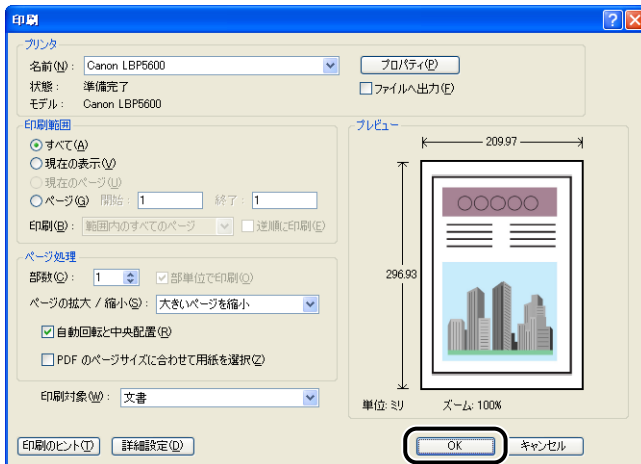 印刷
プリンタ
名前(N): Canon LBP5600 プロパティ(P)
状態: 準備完了 ファイルへ出力(F)
モデル: Canon LBP5600
印刷範囲
すべて(A)
現在の表示(V)
現在のページ(U)
ページ(G) 開始: 1 終了: 1
印刷(B): 範囲内のすべてのページ 逆順に印刷(E)
ページ処理
部数(C): 1 部単位で印刷(O)
ページの拡大 / 縮小(S): 大きいページを縮小
自動回転と中央配置(R)
PDF のページサイズに合わせて用紙を選択(Z)
印刷対象(W): 文書
プレビュー
209.97
296.93
単位: ミリ ズーム: 100%
印刷のヒント(T) 詳細設定(D) OK キャンセル